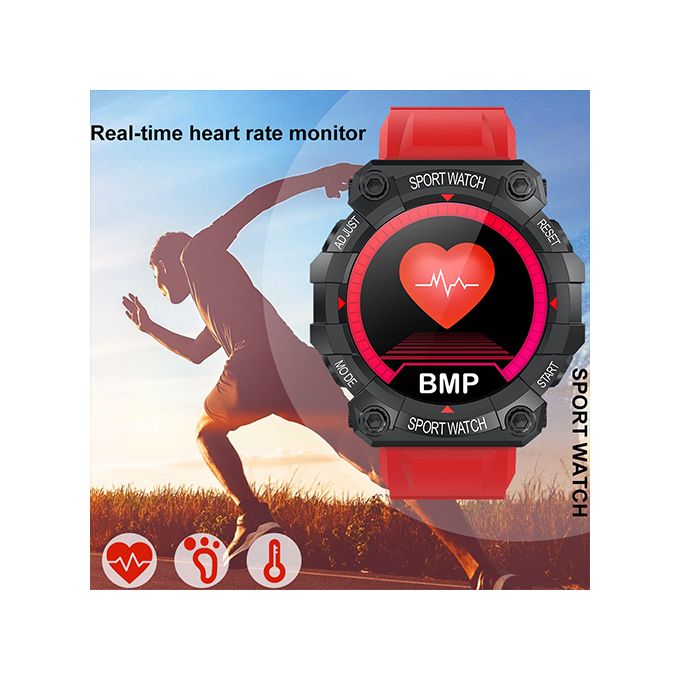 Real-time heart rate monitor
SPORT WATCH
ADJUST
RESET
MODE
START
BMP
SPORT WATCH
SPORT WATCH